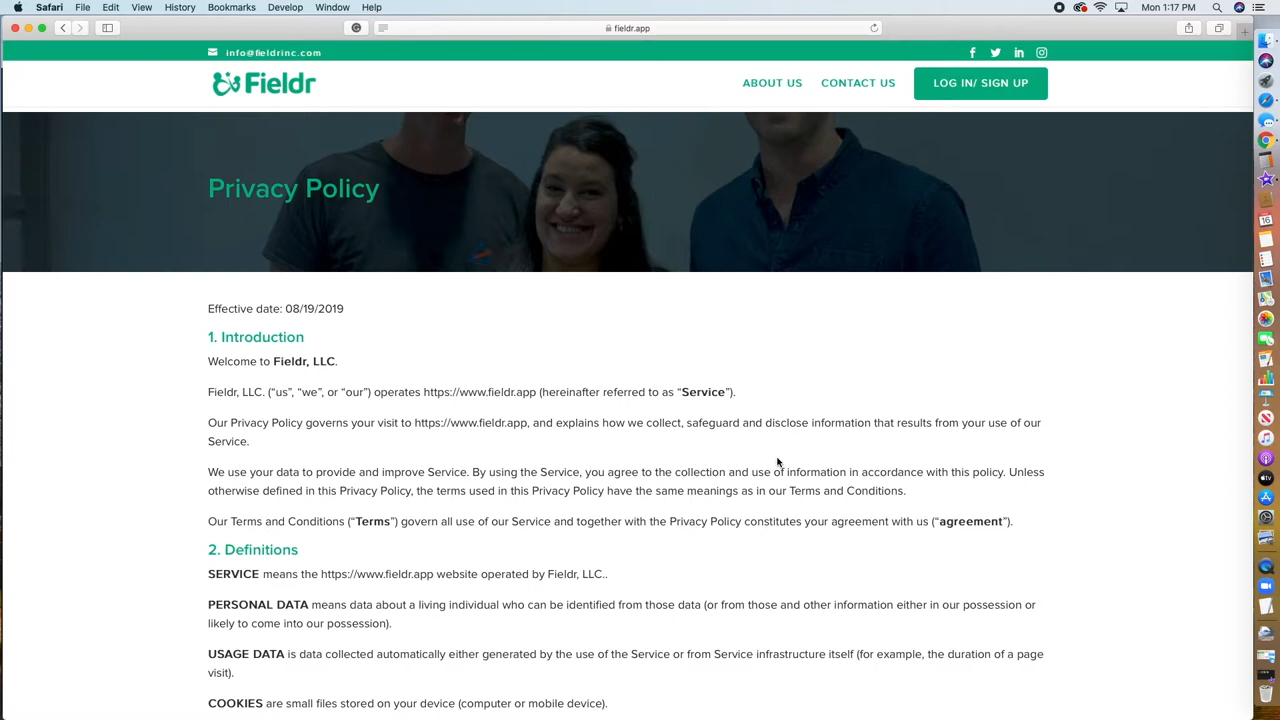 Safari File Edit View History Bookmarks Develop Window Help Mon 1:17 PM
fieldr.app
info@fieldrinc.com
Fieldr ABOUT US CONTACT US LOG IN/ SIGN UP
Privacy Policy
Effective date: 08/19/2019
1. Introduction
Welcome to Fieldr, LLC.
Fieldr, LLC. (“us”, “we”, or “our”) operates https://www.fieldr.app (hereinafter referred to as “Service”).
Our Privacy Policy governs your visit to https://www.fieldr.app, and explains how we collect, safeguard and disclose information that results from your use of our
Service.
We use your data to provide and improve Service. By using the Service, you agree to the collection and use of information in accordance with this policy. Unless
otherwise defined in this Privacy Policy, the terms used in this Privacy Policy have the same meanings as in our Terms and Conditions.
Our Terms and Conditions (“Terms”) govern all use of our Service and together with the Privacy Policy constitutes your agreement with us (“agreement”).
2. Definitions
SERVICE means the https://www.fieldr.app website operated by Fieldr, LLC..
PERSONAL DATA means data about a living individual who can be identified from those data (or from those and other information either in our possession or
likely to come into our possession).
USAGE DATA is data collected automatically either generated by the use of the Service or from Service infrastructure itself (for example, the duration of a page
visit).
COOKIES are small files stored on your device (computer or mobile device).
16
tv